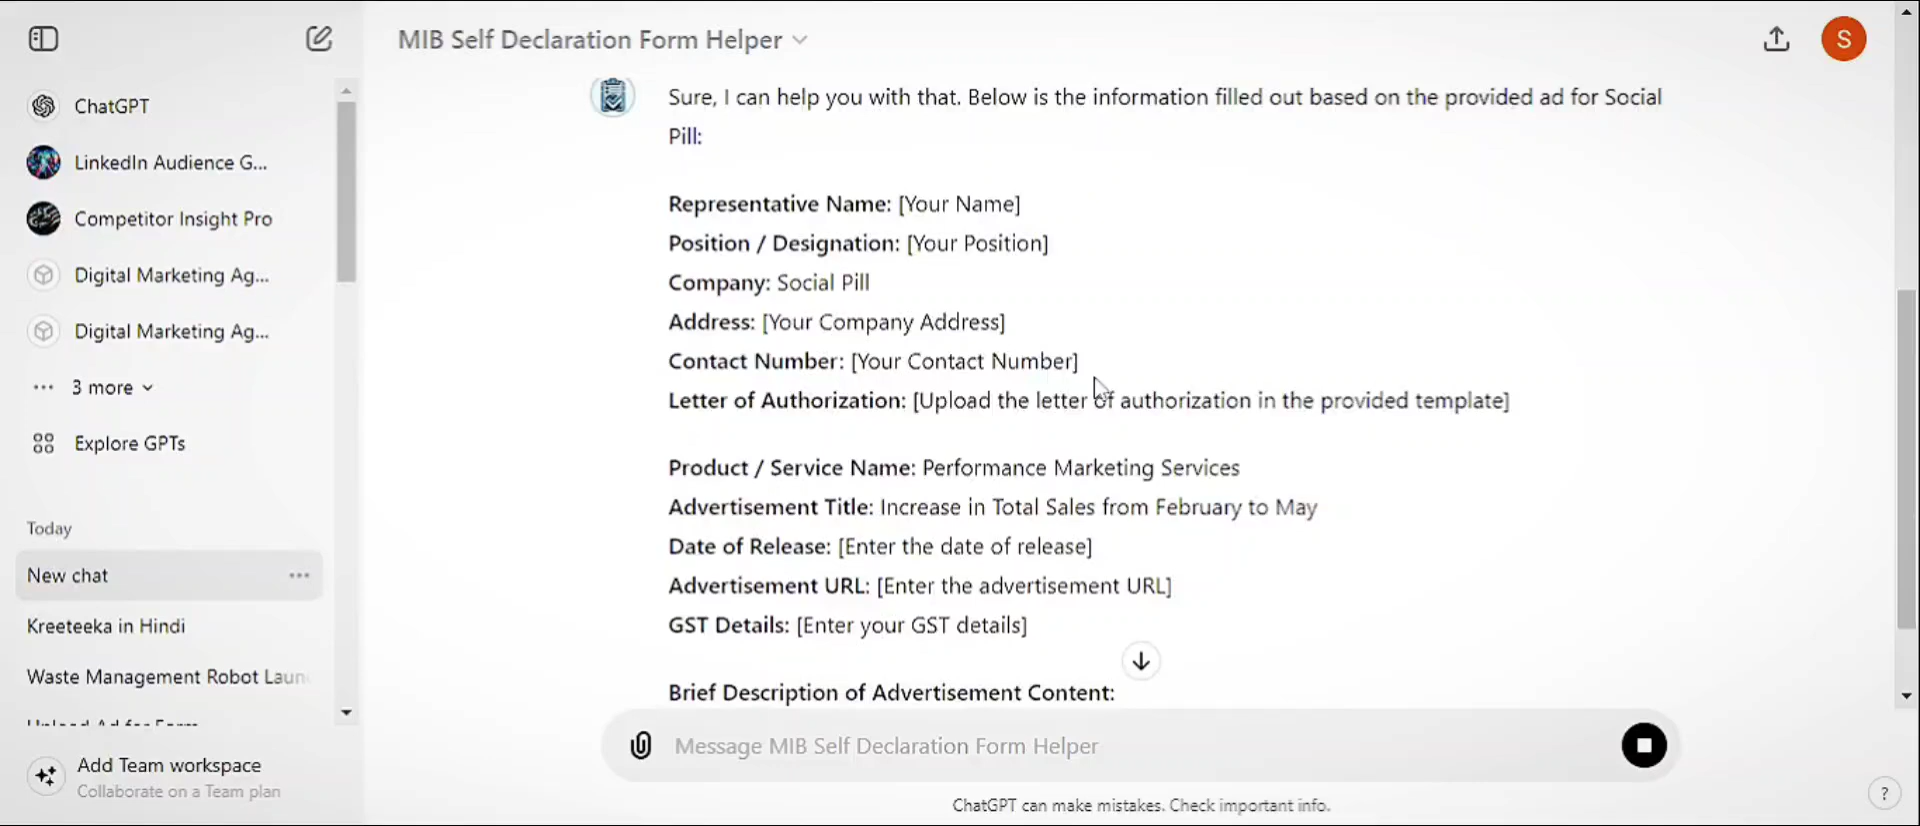 MIB Self Declaration Form Helper
S
ChatGPT
LinkedIn Audience G...
Competitor Insight Pro
Digital Marketing Ag...
Digital Marketing Ag...
3 more
Explore GPTs
Today
New chat
Kreeteeka in Hindi
Waste Management Robot Laun
Upload Ad for Form
Add Team workspace
Collaborate on a Team plan
Sure, I can help you with that. Below is the information filled out based on the provided ad for Social
Pill:
Representative Name: [Your Name]
Position / Designation: [Your Position]
Company: Social Pill
Address: [Your Company Address]
Contact Number: [Your Contact Number]
Letter of Authorization: [Upload the letter of authorization in the provided template]
Product / Service Name: Performance Marketing Services
Advertisement Title: Increase in Total Sales from February to May
Date of Release: [Enter the date of release]
Advertisement URL: [Enter the advertisement URL]
GST Details: [Enter your GST details]
Brief Description of Advertisement Content:
Message MIB Self Declaration Form Helper
ChatGPT can make mistakes. Check important info.
?